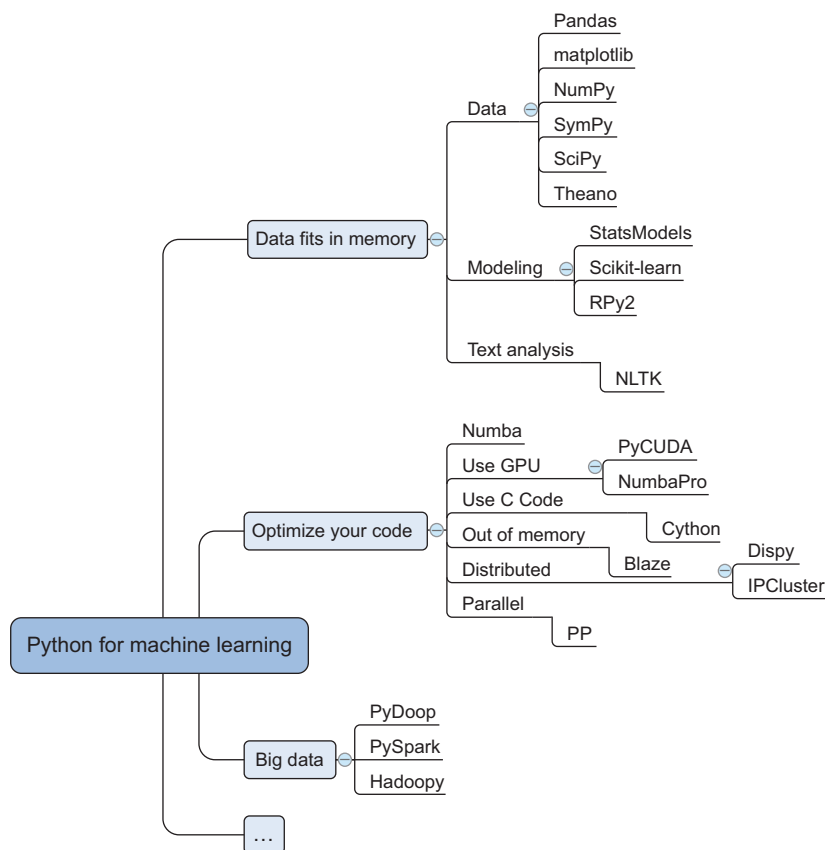 Pandas
matplotlib
NumPy
Data
SymPy
SciPy
Theano
Data fits in memory
StatsModels
Modeling
Scikit-learn
RPy2
Text analysis
NLTK
Numba
PyCUDA
Use GPU
NumbaPro
Use C Code
Cython
Optimize your code
Out of memory
Blaze
Dispy
Distributed
IPCluster
Parallel
PP
Python for machine learning
PyDoop
Big data
PySpark
Hadoopy
...